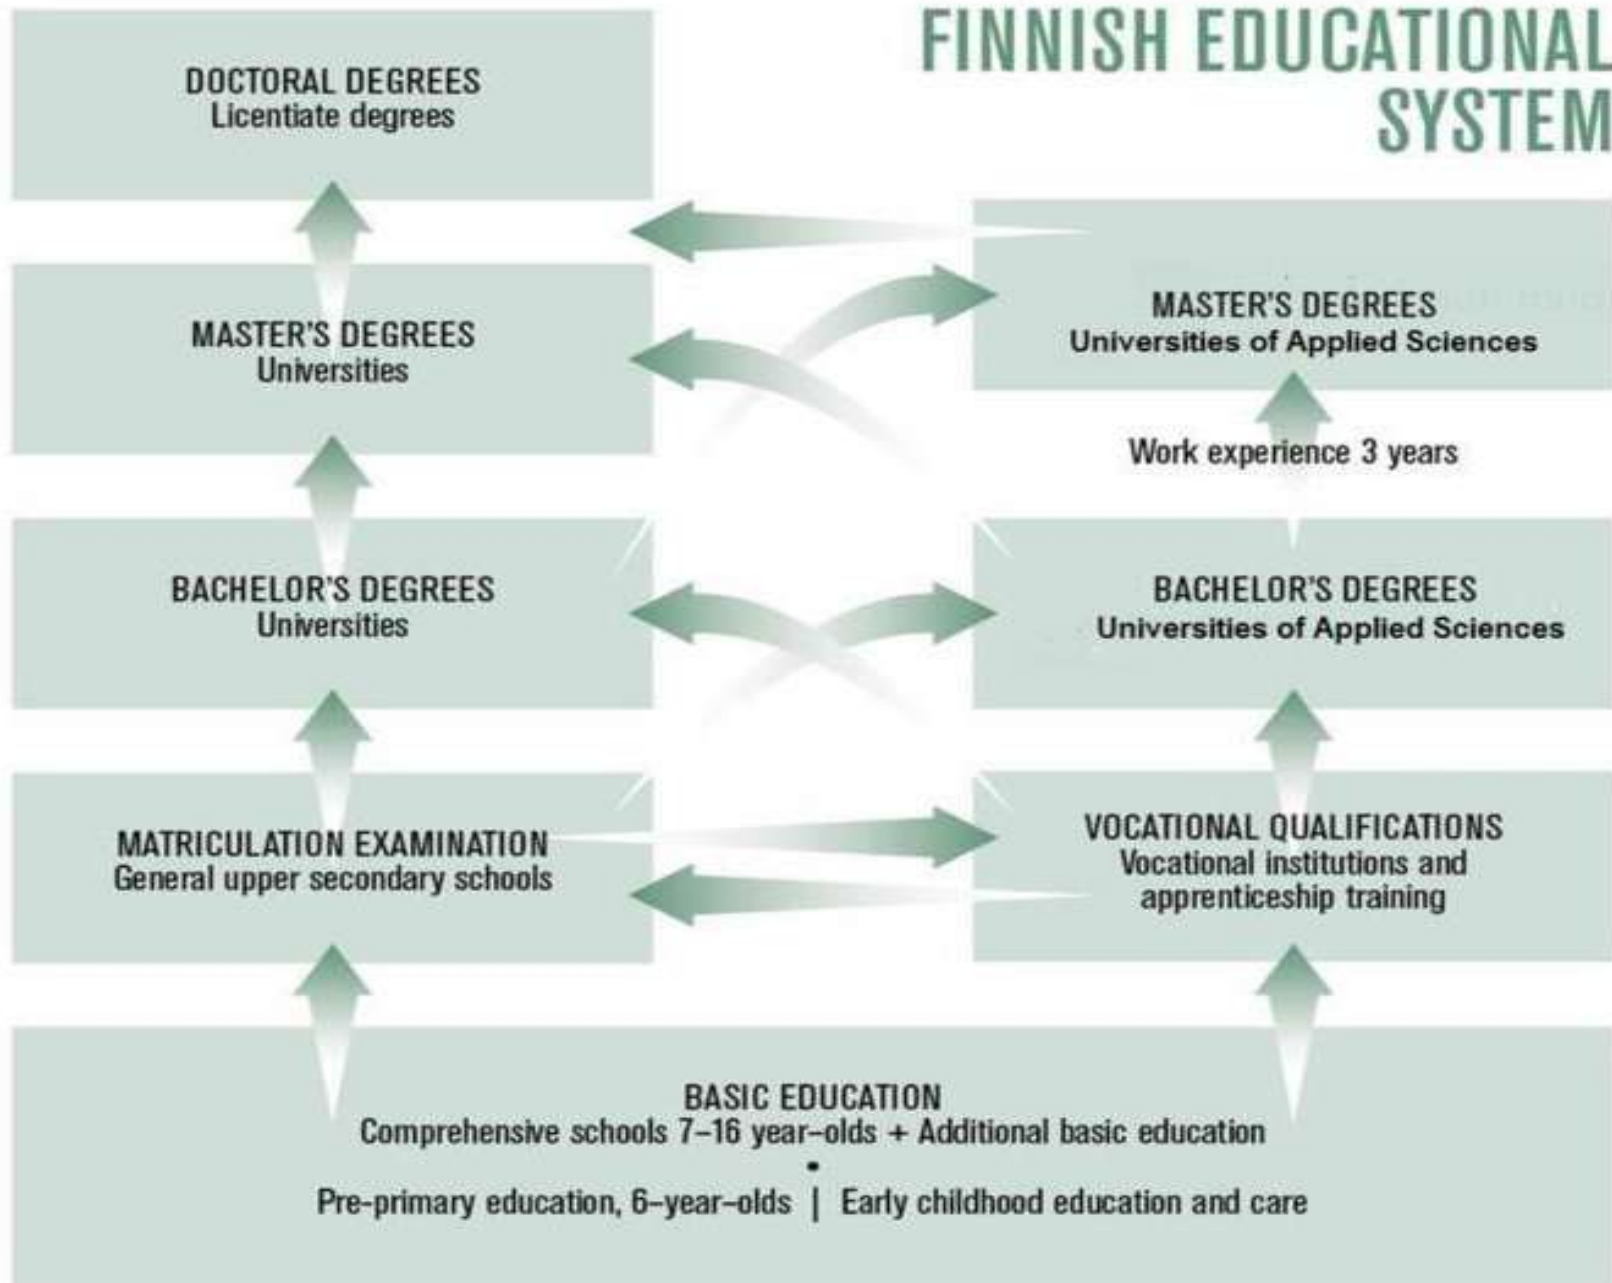 FINNISH EDUCATIONAL
SYSTEM
DOCTORAL DEGREES
Licentiate degrees
MASTER'S DEGREES
Universities
MASTER'S DEGREES
Universities of Applied Sciences
Work experience 3 years
BACHELOR'S DEGREES
Universities
BACHELOR'S DEGREES
Universities of Applied Sciences
MATRICULATION EXAMINATION
General upper secondary schools
VOCATIONAL QUALIFICATIONS
Vocational institutions and
apprenticeship training
BASIC EDUCATION
Comprehensive schools 7–16 year–olds + Additional basic education
•
Pre-primary education, 6–year–olds | Early childhood education and care